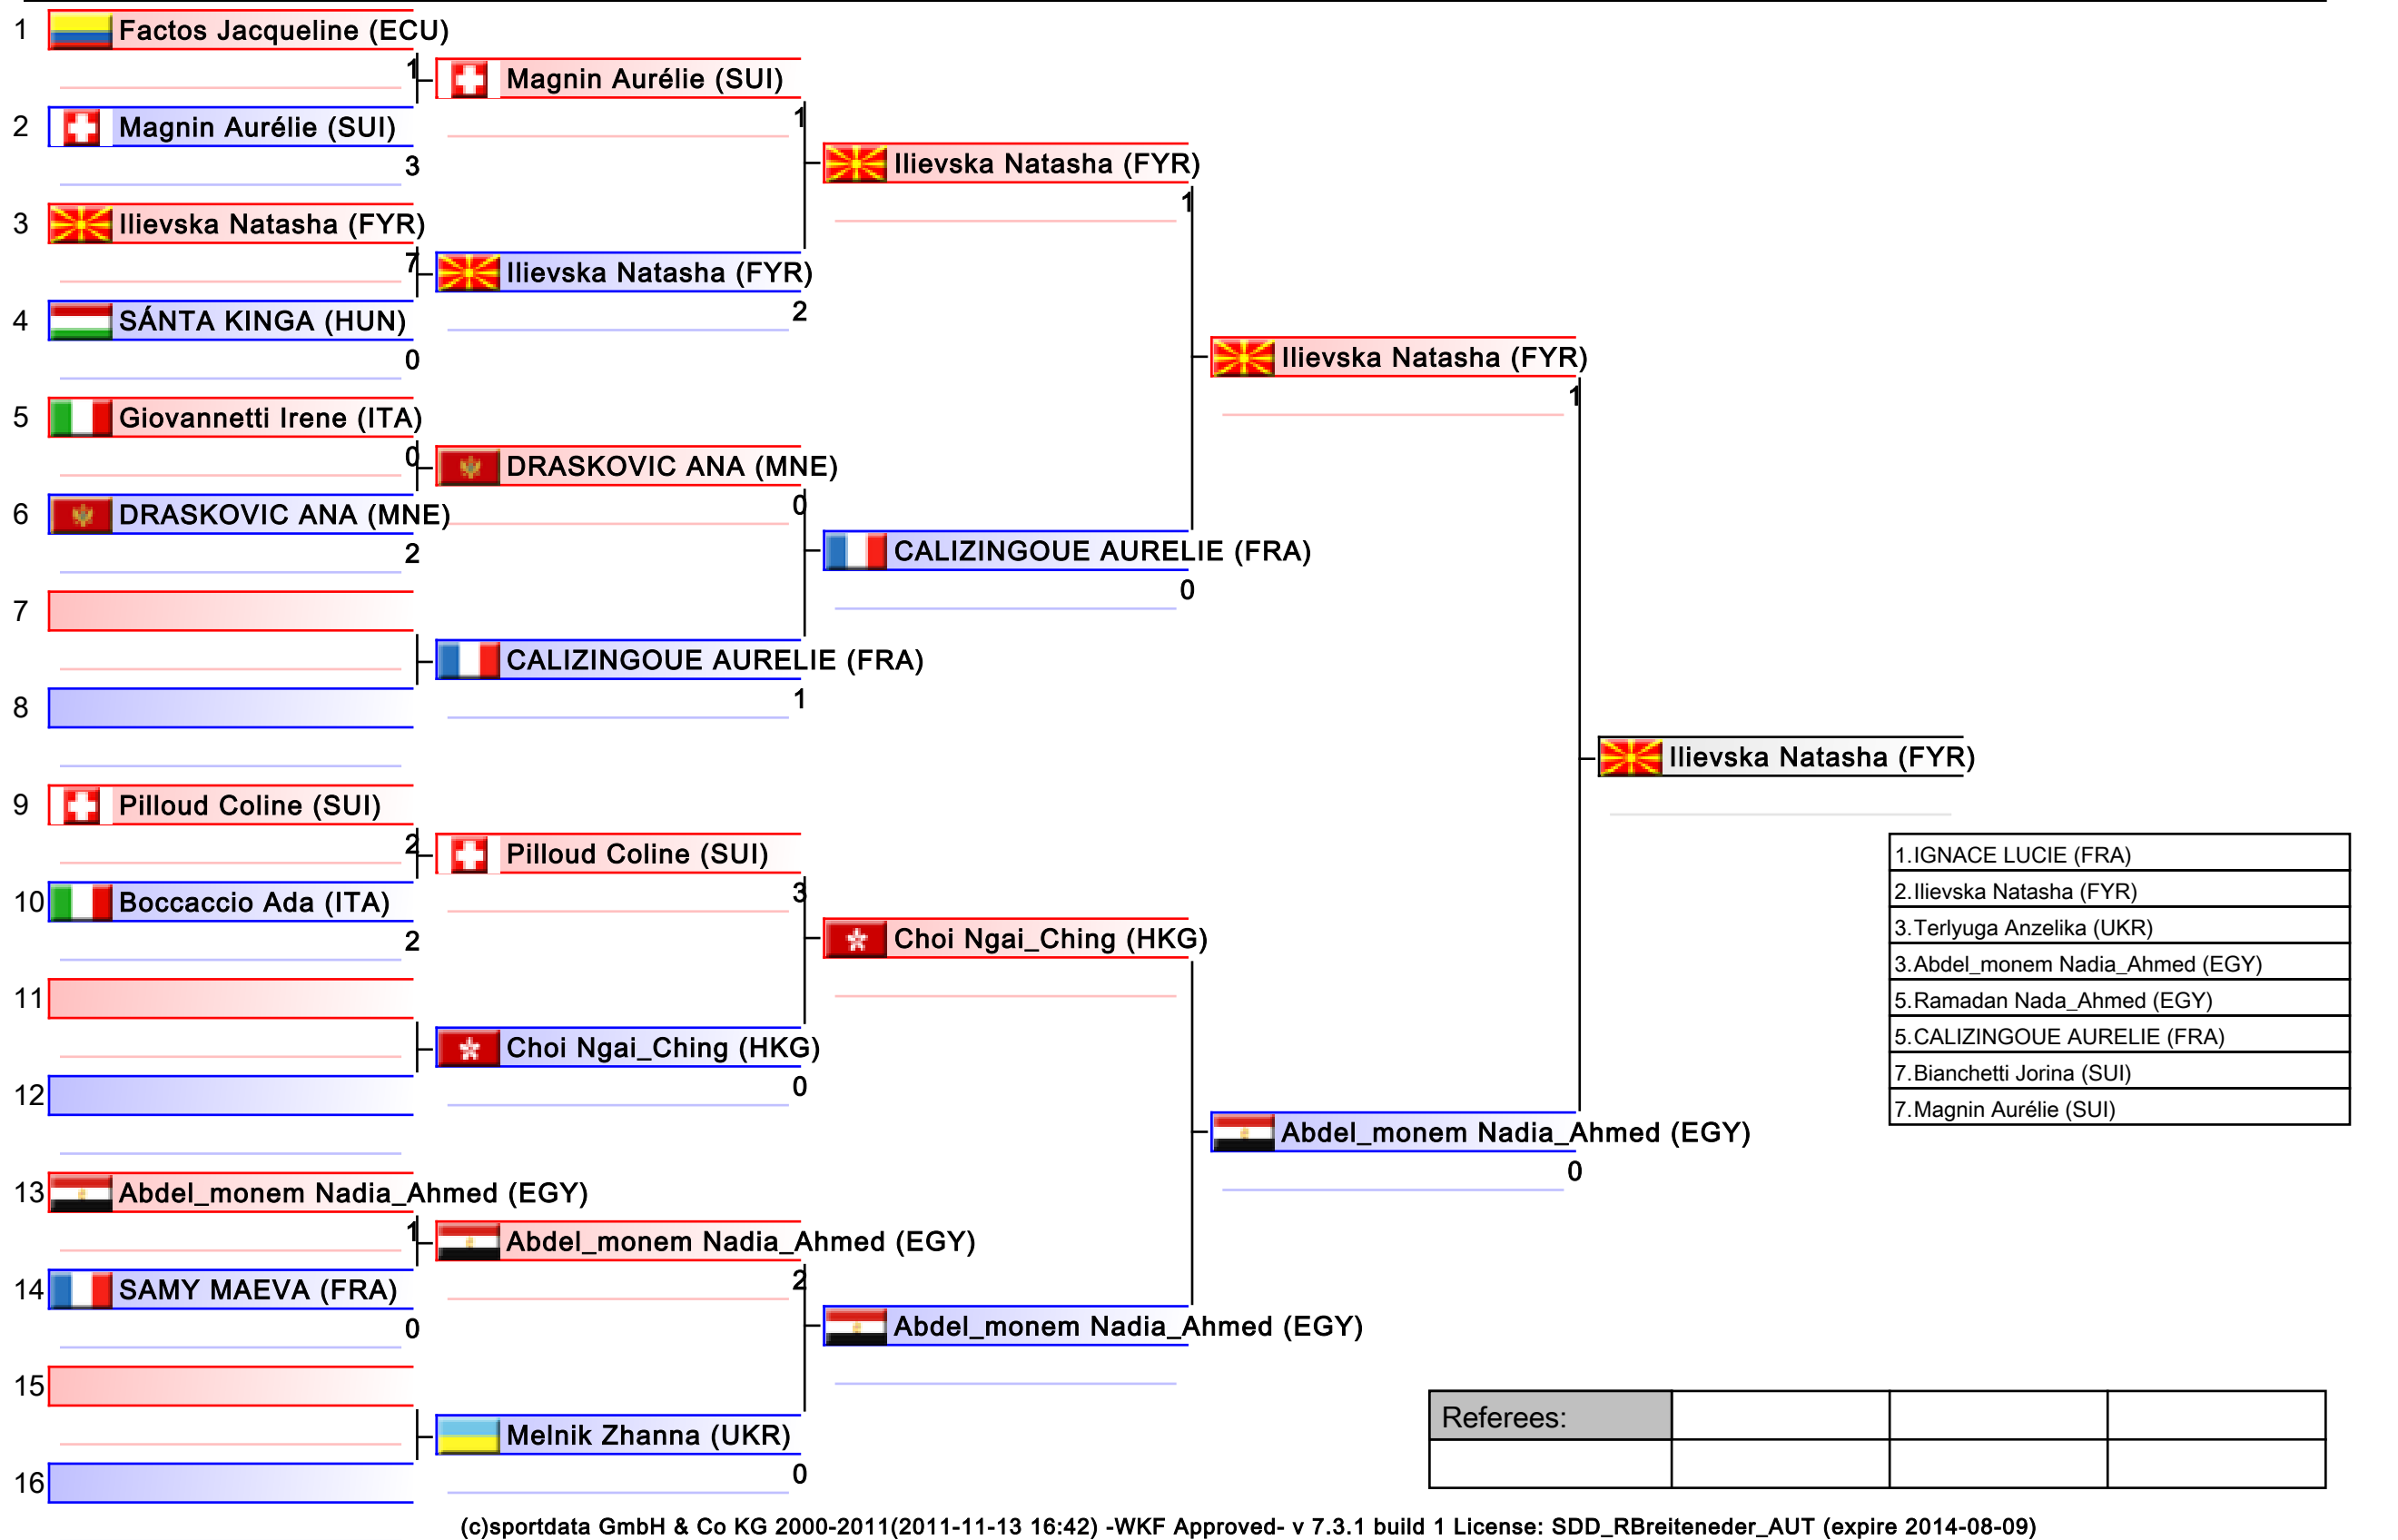 1 Factos Jacqueline (ECU)
1
Magnin Aurélie (SUI)
1
2 Magnin Aurélie (SUI)
3
Ilievska Natasha (FYR)
1
3 Ilievska Natasha (FYR)
7
Ilievska Natasha (FYR)
2
4 SÁNTA KINGA (HUN)
0
Ilievska Natasha (FYR)
1
5 Giovannetti Irene (ITA)
0
DRASKOVIC ANA (MNE)
0
6 DRASKOVIC ANA (MNE)
2
CALIZINGOUE AURELIE (FRA)
0
7
CALIZINGOUE AURELIE (FRA)
1
8
Ilievska Natasha (FYR)
9 Pilloud Coline (SUI)
2
Pilloud Coline (SUI)
3
10 Boccaccio Ada (ITA)
2
Choi Ngai_Ching (HKG)
11
Choi Ngai_Ching (HKG)
0
12
Abdel_monem Nadia_Ahmed (EGY)
0
13 Abdel_monem Nadia_Ahmed (EGY)
1
Abdel_monem Nadia_Ahmed (EGY)
2
14 SAMY MAEVA (FRA)
0
Abdel_monem Nadia_Ahmed (EGY)
15
Melnik Zhanna (UKR)
0
16
1.IGNACE LUCIE (FRA)
2.Ilievska Natasha (FYR)
3.Terlyuga Anzelika (UKR)
3.Abdel_monem Nadia_Ahmed (EGY)
5.Ramadan Nada_Ahmed (EGY)
5.CALIZINGOUE AURELIE (FRA)
7.Bianchetti Jorina (SUI)
7.Magnin Aurélie (SUI)
Referees:
(c)sportdata GmbH & Co KG 2000-2011(2011-11-13 16:42) -WKF Approved- v 7.3.1 build 1 License: SDD_RBreiteneder_AUT (expire 2014-08-09)